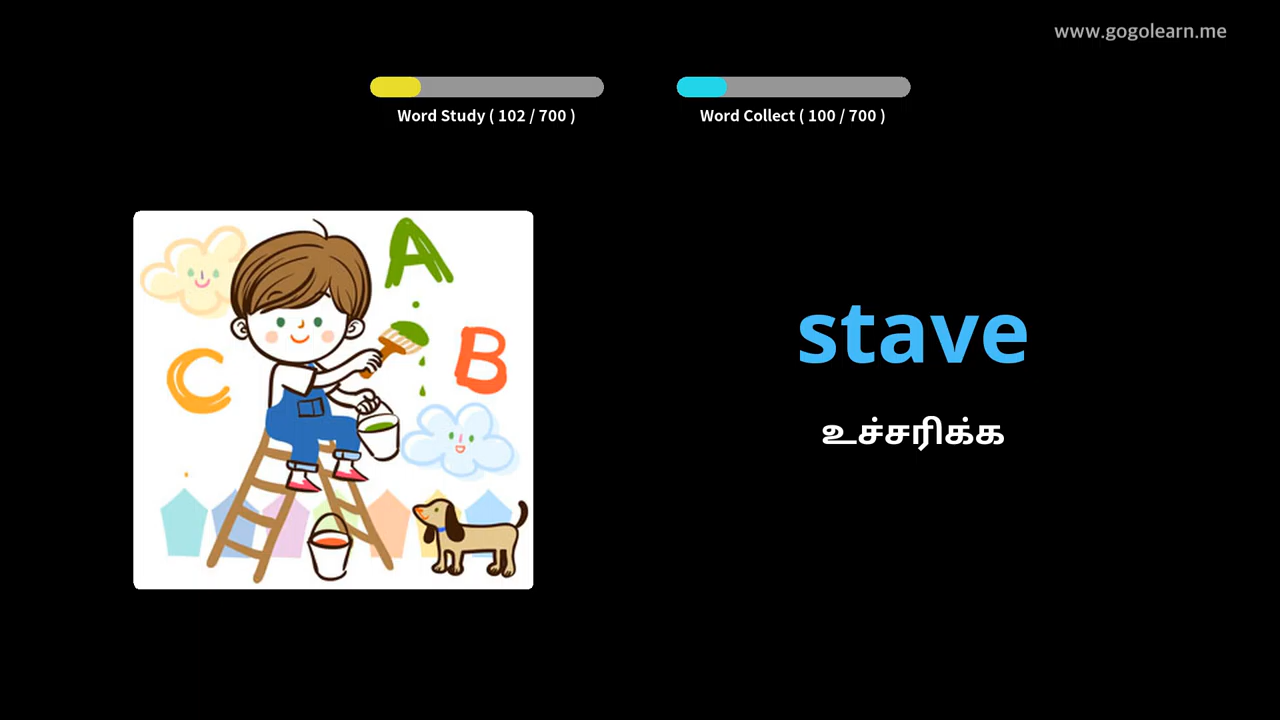 www.gogolearn.me
Word Study ( 102 / 700 )
Word Collect ( 100 / 700 )
A
B
C
stave
உச்சரிக்க